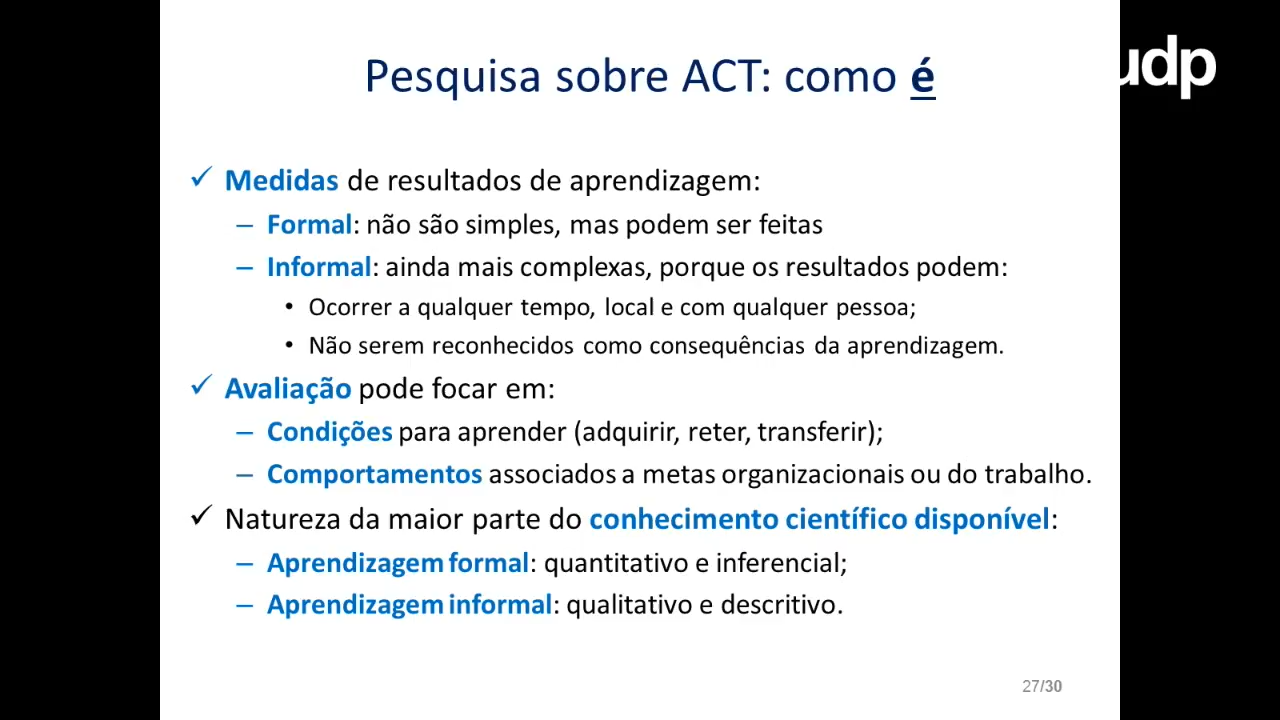 Pesquisa sobre ACT: como é
udp
✓ Medidas de resultados de aprendizagem:
– Formal: não são simples, mas podem ser feitas
– Informal: ainda mais complexas, porque os resultados podem:
• Ocorrer a qualquer tempo, local e com qualquer pessoa;
• Não serem reconhecidos como consequências da aprendizagem.
✓ Avaliação pode focar em:
– Condições para aprender (adquirir, reter, transferir);
– Comportamentos associados a metas organizacionais ou do trabalho.
✓ Natureza da maior parte do conhecimento científico disponível:
– Aprendizagem formal: quantitativo e inferencial;
– Aprendizagem informal: qualitativo e descritivo.
27/30